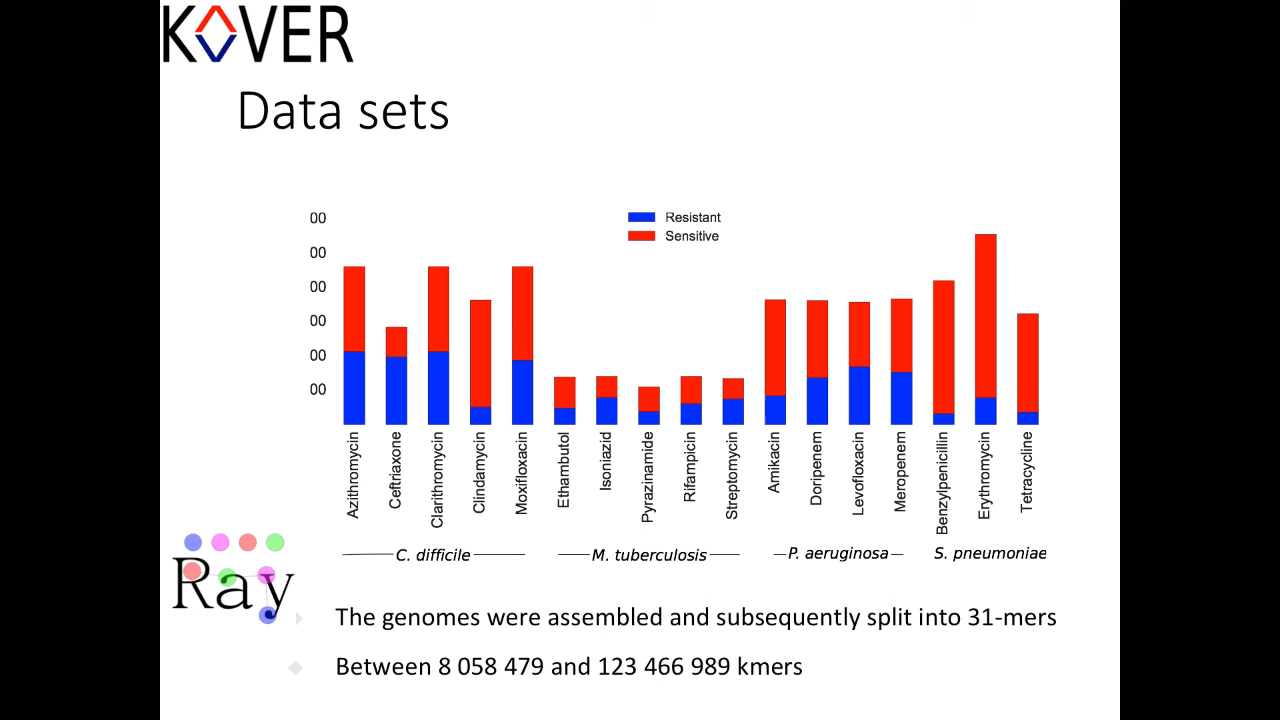 KOVER
Data sets
00
00
00
00
00
00
Resistant
Sensitive
Azithromycin
Ceftriaxone
Clarithromycin
Clindamycin
Moxifloxacin
Ethambutol
Isoniazid
Pyrazinamide
Rifampicin
Streptomycin
Amikacin
Doripenem
Levofloxacin
Meropenem
Benzylpenicillin
Erythromycin
Tetracycline
C. difficile
M. tuberculosis
P. aeruginosa
S. pneumoniae
Ray
The genomes were assembled and subsequently split into 31-mers
Between 8 058 479 and 123 466 989 kmers